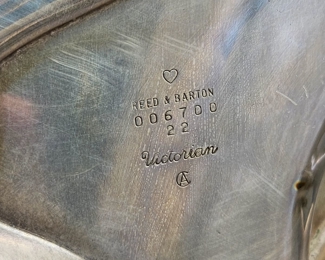 REED & BARTON
006700
22
Victorian